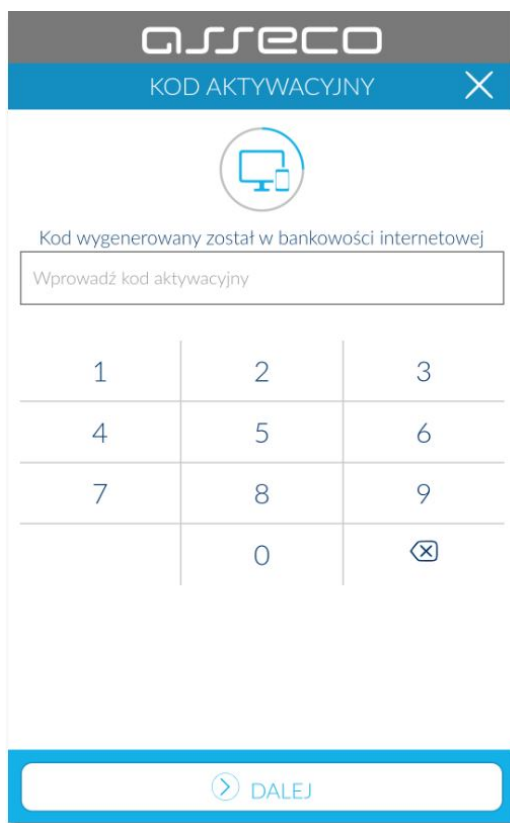 asseco
KOD AKTYWACYJNY
Kod wygenerowany został w bankowości internetowej
Wprowadź kod aktywacyjny
1 2 3
4 5 6
7 8 9
0
DALEJ